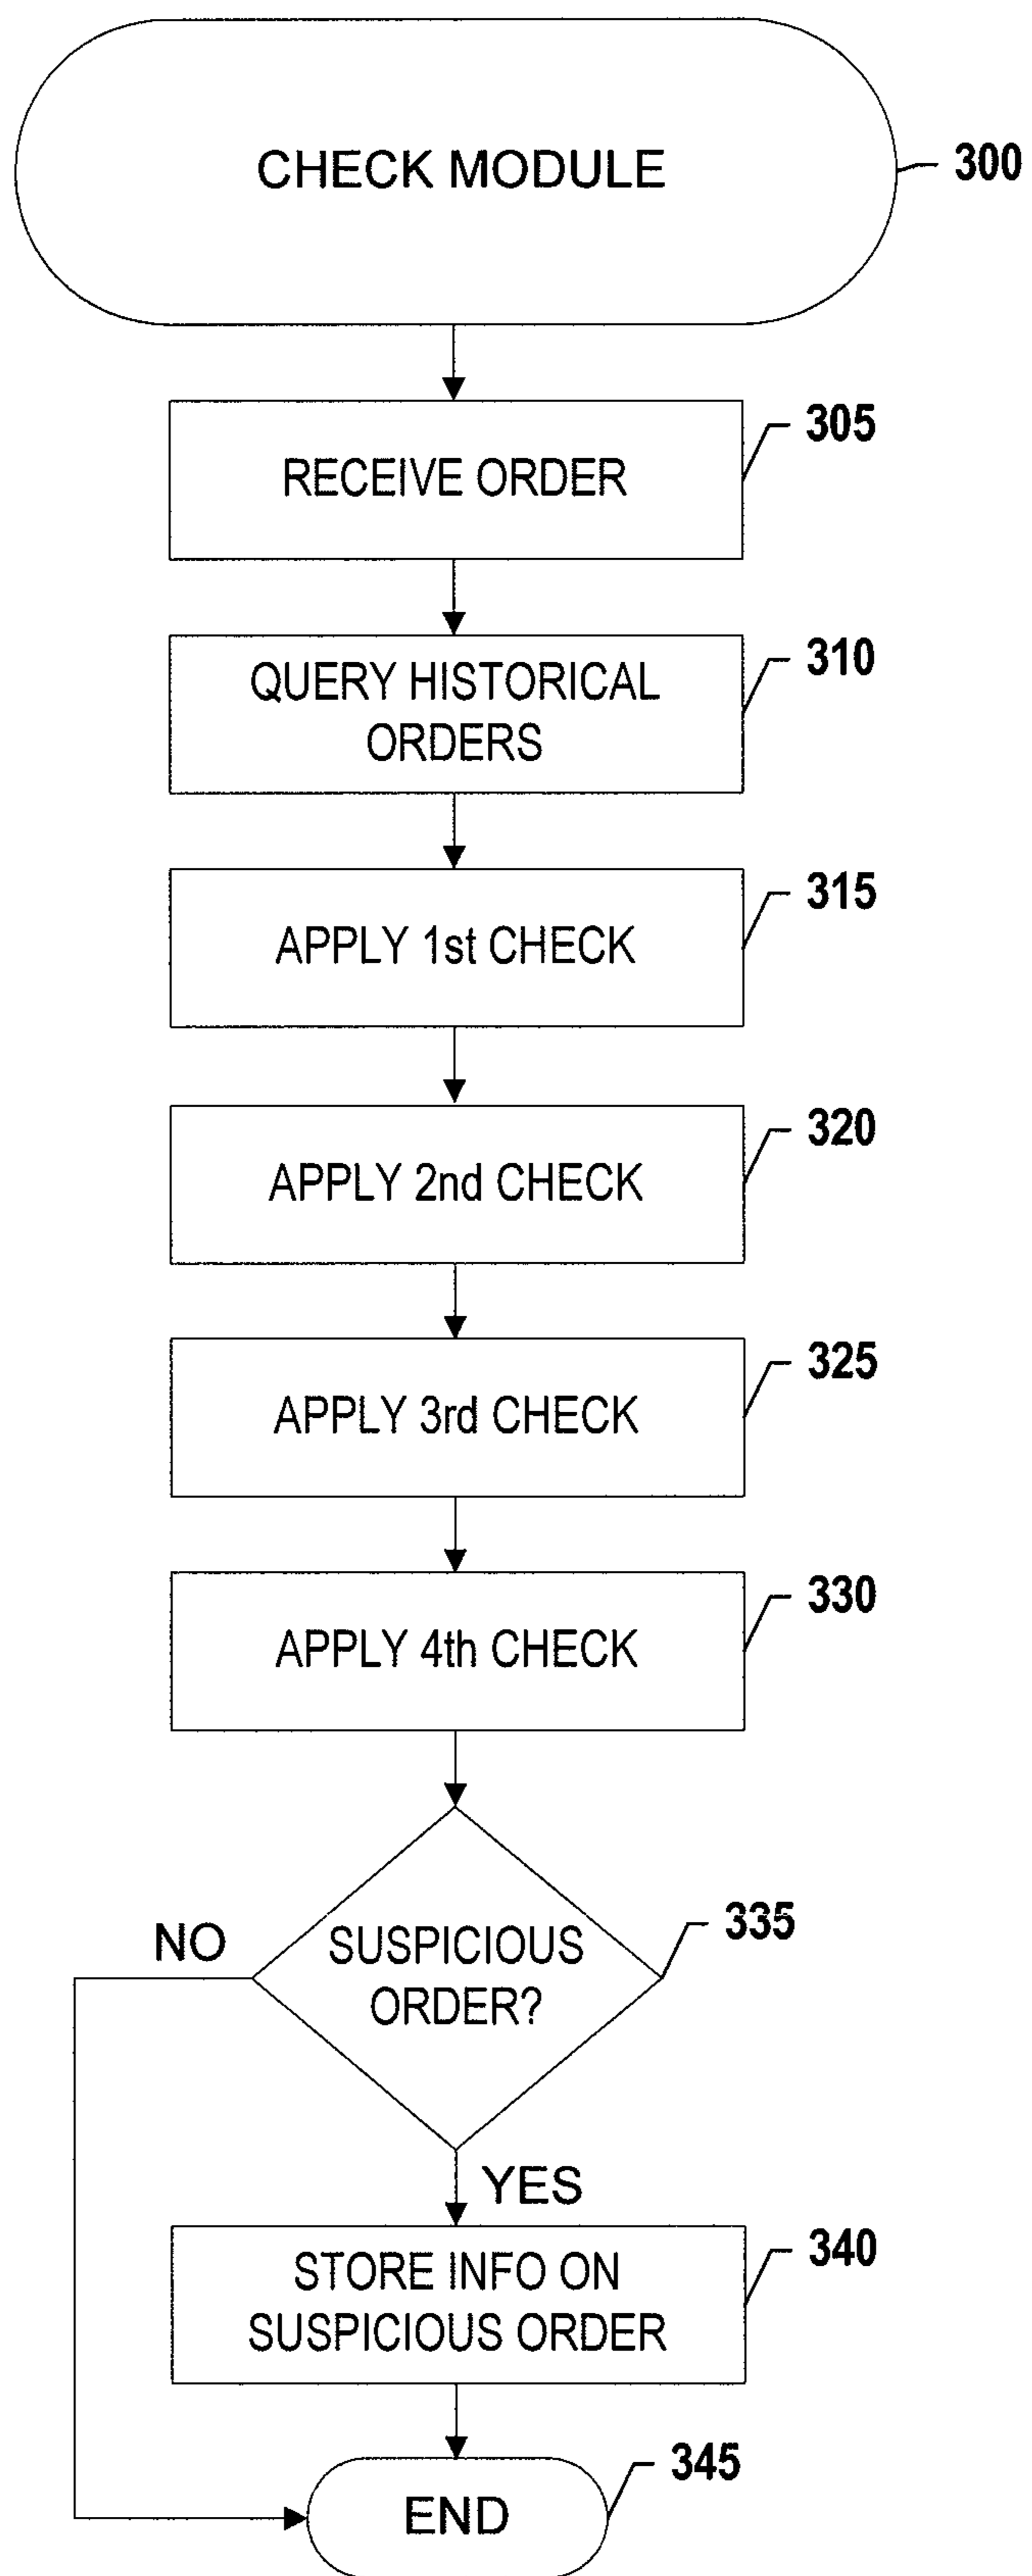 CHECK MODULE
300
305
RECEIVE ORDER
310
QUERY HISTORICAL
ORDERS
315
APPLY 1st CHECK
320
APPLY 2nd CHECK
325
APPLY 3rd CHECK
330
APPLY 4th CHECK
335
NO
SUSPICIOUS
ORDER?
YES
340
STORE INFO ON
SUSPICIOUS ORDER
345
END